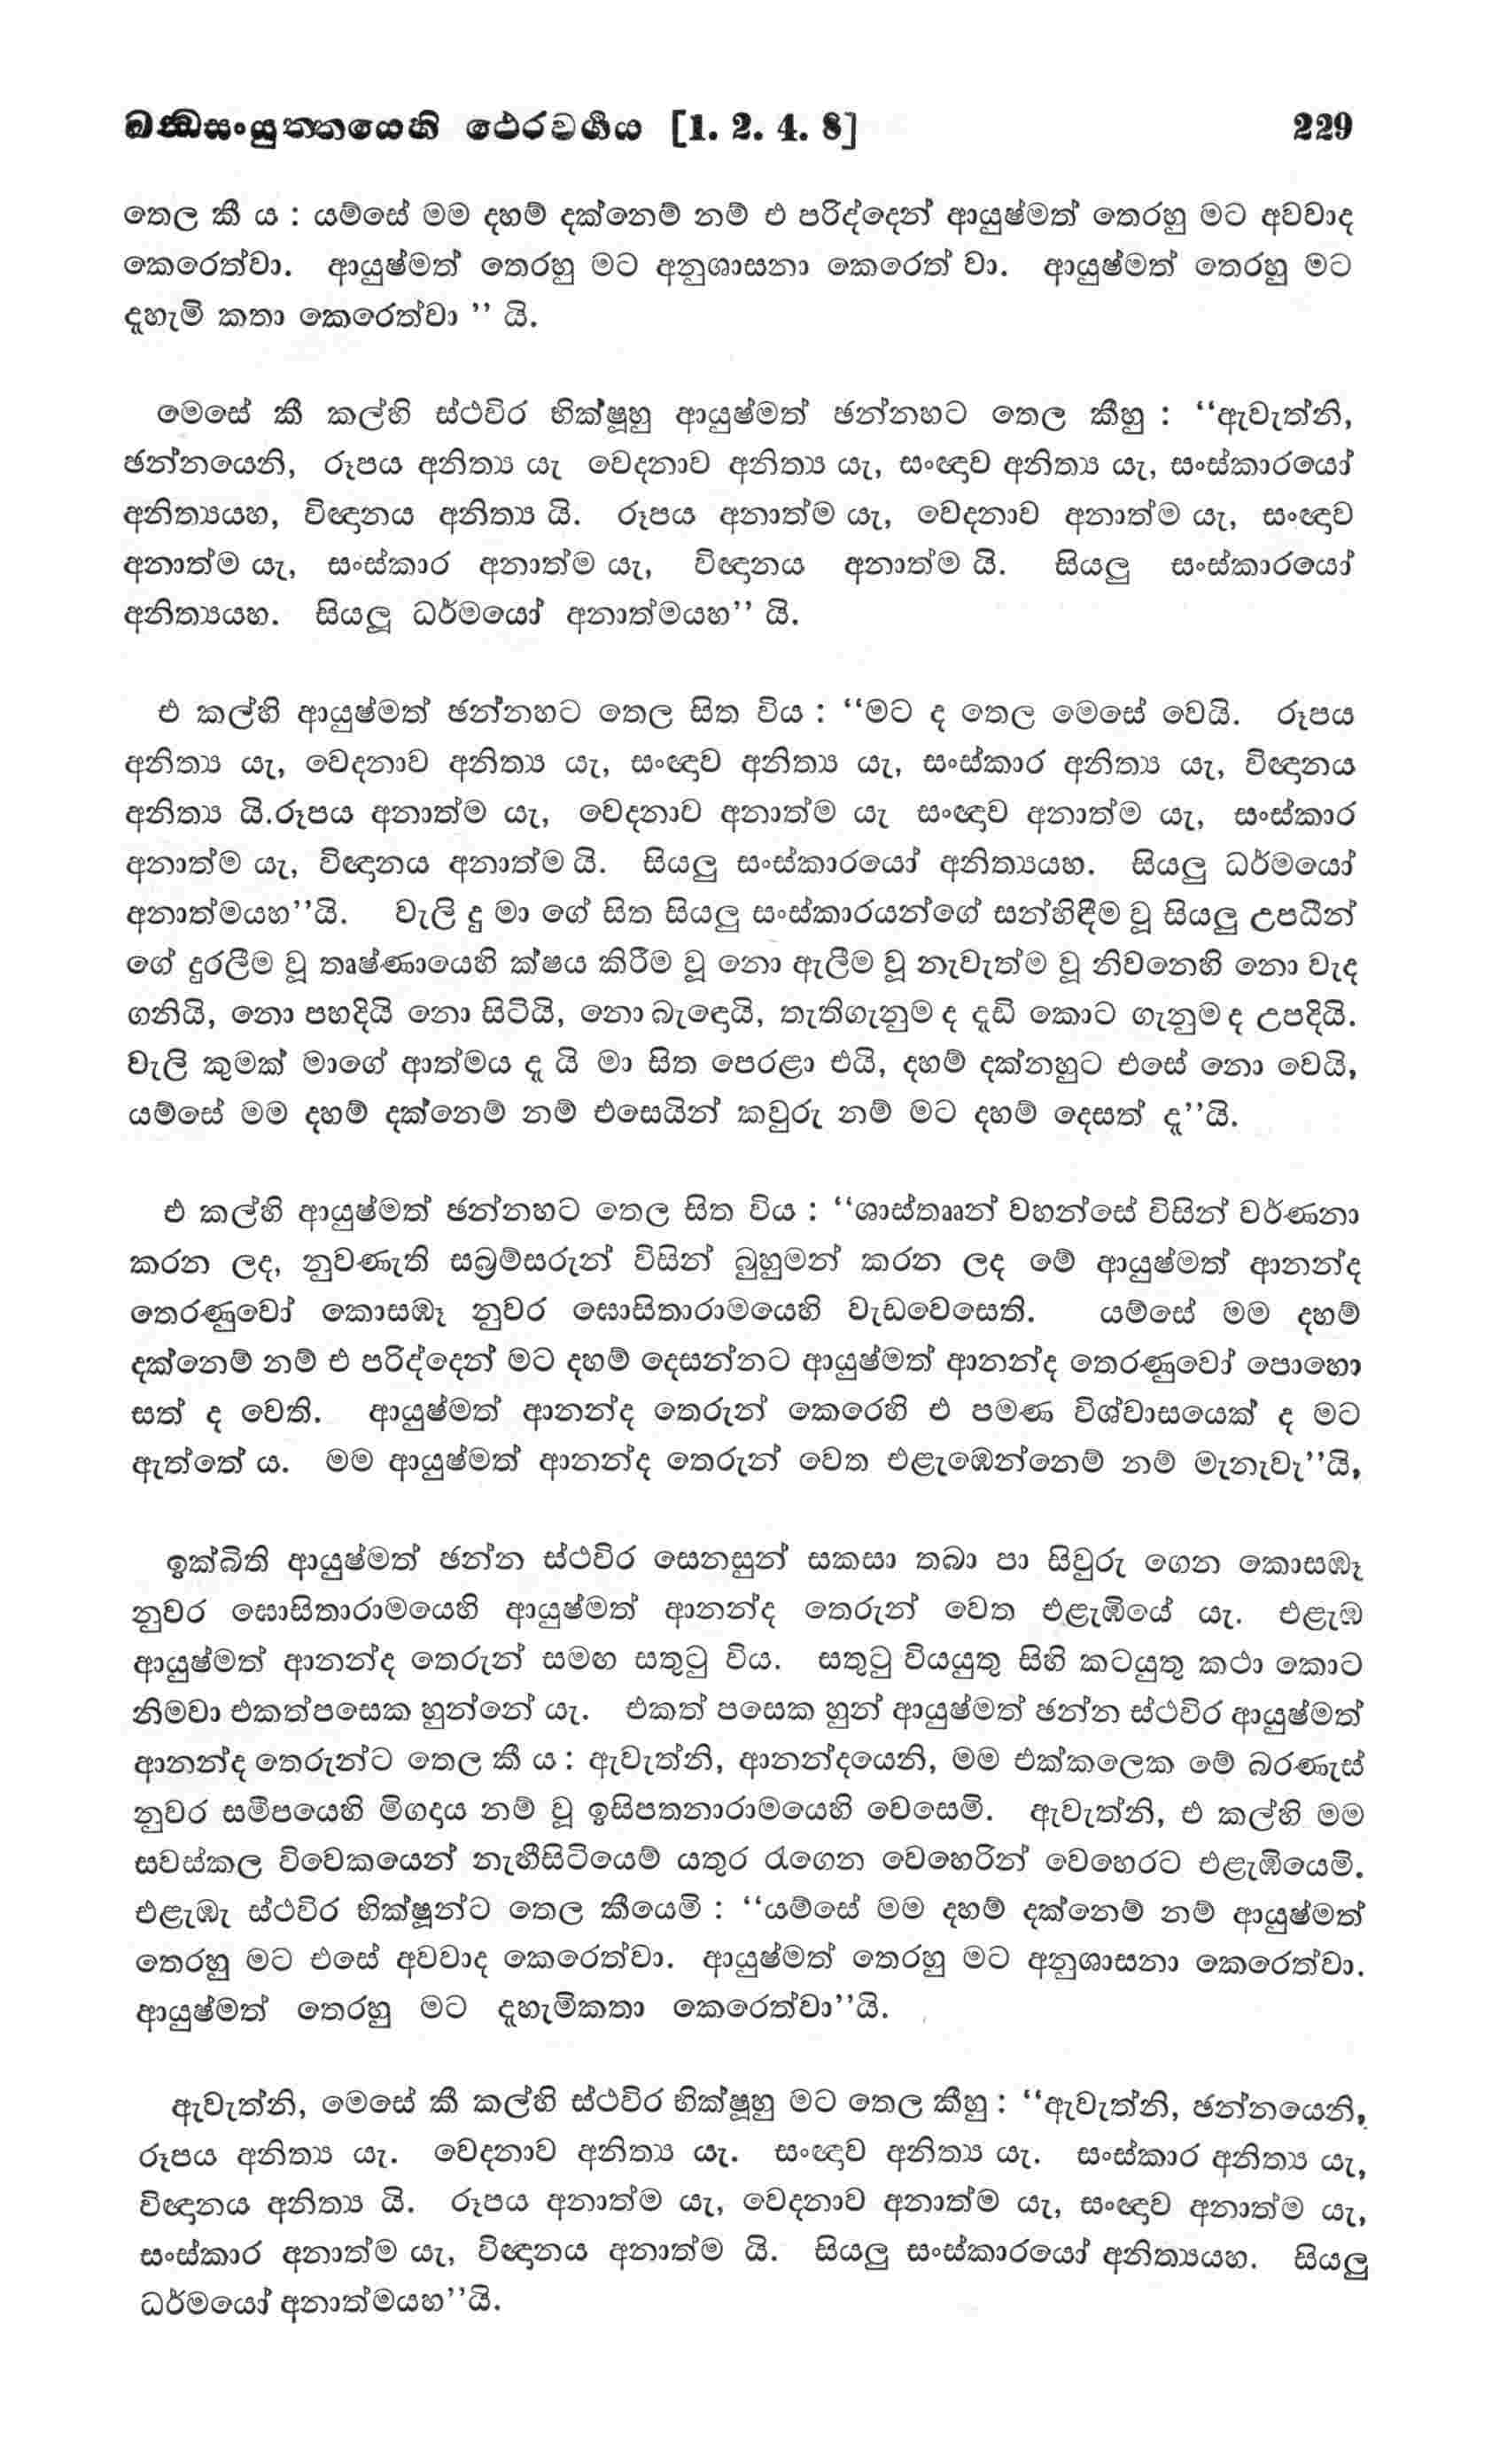 ඛන්ධසංයුත්තයෙහි ථෙරවර්‍ගය [1. 2. 4. 8] 229
තෙල කී ය : යම්සේ මම දහම් දක්නෙම් නම් එ පරිද්දෙන් ආයුෂ්මත් තෙරහු මට අවවාද
කෙරෙත්වා. ආයුෂ්මත් තෙරහු මට අනුශාසනා කෙරෙත් වා. ආයුෂ්මත් තෙරහු මට
දැහැමි කතා කෙරෙත්වා ” යි.
මෙසේ කී කල්හි ස්ථවිර භික්ෂූහු ආයුෂ්මත් ඡන්නහට තෙල කීහු : “ඇවැත්නි,
ඡන්නයෙනි, රූපය අනිත්‍ය යැ වෙදනාව අනිත්‍ය යැ, සංඥාව අනිත්‍ය යැ, සංස්කාරයෝ
අනිත්‍යයහ, විඥානය අනිත්‍ය යි. රූපය අනාත්ම යැ, වෙදනාව අනාත්ම යැ, සංඥාව
අනාත්ම යැ, සංස්කාර අනාත්ම යැ, විඥානය අනාත්ම යි. සියලු සංස්කාරයෝ
අනිත්‍යයහ. සියලූ ධර්මයෝ අනාත්මයහ” යි.
එ කල්හි ආයුෂ්මත් ඡන්නහට තෙල සිත විය : “මට ද තෙල මෙසේ වෙයි. රූපය
අනිත්‍ය යැ, වෙදනාව අනිත්‍ය යැ, සංඥාව අනිත්‍ය යැ, සංස්කාර අනිත්‍ය යැ, විඥානය
අනිත්‍ය යි.රූපය අනාත්ම යැ, වෙදනාව අනාත්ම යැ සංඥාව අනාත්ම යැ, සංස්කාර
අනාත්ම යැ, විඥානය අනාත්ම යි. සියලු සංස්කාරයෝ අනිත්‍යයහ. සියලු ධර්මයෝ
අනාත්මයහ”යි. වැලි දු මා ගේ සිත සියලු සංස්කාරයන්ගේ සන්හිඳීම වූ සියලු උපධීන්
ගේ දුරලීම වූ තෘෂ්ණායෙහි ක්ෂය කිරීම වූ නො ඇලීම වූ නැවැත්ම වූ නිවනෙහි නො වැද
ගනියි, නො පහදියි නො සිටියි, නො බැඳෙයි, තැතිගැනුම ද දැඩි කොට ගැනුම ද උපදියි.
වැලි කුමක් මාගේ ආත්මය දැ යි මා සිත පෙරළා එයි, දහම් දක්නහුට එසේ නො වෙයි,
යම්සේ මම දහම් දක්නෙම් නම් එසෙයින් කවුරු නම් මට දහම් දෙසත් දැ”යි.
එ කල්හි ආයුෂ්මත් ඡන්නහට තෙල සිත විය : “ශාස්තෲන් වහන්සේ විසින් වර්ණනා
කරන ලද, නුවණැති සබ්‍රම්සරුන් විසින් බුහුමන් කරන ලද මේ ආයුෂ්මත් ආනන්ද
තෙරණුවෝ කොසඹෑ නුවර ඝොසිතාරාමයෙහි වැඩවෙසෙති. යම්සේ මම දහම්
දක්නෙම් නම් එ පරිද්දෙන් මට දහම් දෙසන්නට ආයුෂ්මත් ආනන්ද තෙරණුවෝ පොහො
සත් ද වෙති. ආයුෂ්මත් ආනන්ද තෙරුන් කෙරෙහි එ පමණ විශ්වාසයෙක් ද මට
ඇත්තේ ය. මම ආයුෂ්මත් ආනන්ද තෙරුන් වෙත එළැඹෙන්නෙම් නම් මැනැවැ”යි,
ඉක්බිති ආයුෂ්මත් ඡන්න ස්ථවිර සෙනසුන් සකසා තබා පා සිවුරු ගෙන කොසඹෑ
නුවර ඝොසිතාරාමයෙහි ආයුෂ්මත් ආනන්ද තෙරුන් වෙත එළැඹියේ යැ. එළැඹ
ආයුෂ්මත් ආනන්ද තෙරුන් සමඟ සතුටු විය. සතුටු වියයුතු සිහි කටයුතු කථා කොට
නිමවා එකත්පසෙක හුන්නේ යැ. එකත් පසෙක හුන් ආයුෂ්මත් ඡන්න ස්ථවිර ආයුෂ්මත්
ආනන්ද තෙරුන්ට තෙල කී ය : ඇවැත්නි, ආනන්දයෙනි, මම එක්කලෙක මේ බරණැස්
නුවර සමීපයෙහි මිගදාය නම් වූ ඉසිපතනාරාමයෙහි වෙසෙමි. ඇවැත්නි, එ කල්හි මම
සවස්කල විවෙකයෙන් නැඟීසිටියෙම් යතුර රැගෙන වෙහෙරින් වෙහෙරට එළැඹියෙමි.
එළැඹැ ස්ථවිර භික්ෂූන්ට තෙල කීයෙමි : “යම්සේ මම දහම් දක්නෙම් නම් ආයුෂ්මත්
තෙරහු මට එසේ අවවාද කෙරෙත්වා. ආයුෂ්මත් තෙරහු මට අනුශාසනා කෙරෙත්වා.
ආයුෂ්මත් තෙරහු මට දැහැමිකතා කෙරෙත්වා”යි.
ඇවැත්නි, මෙසේ කී කල්හි ස්ථවිර භික්ෂූහු මට තෙල කීහු : “ඇවැත්නි, ඡන්නයෙනි,
රූපය අනිත්‍ය යැ. වෙදනාව අනිත්‍ය යැ. සංඥාව අනිත්‍ය යැ. සංස්කාර අනිත්‍ය යැ,
විඥානය අනිත්‍ය යි. රූපය අනාත්ම යැ, වෙදනාව අනාත්ම යැ, සංඥාව අනාත්ම යැ,
සංස්කාර අනාත්ම යැ, විඥානය අනාත්ම යි. සියලු සංස්කාරයෝ අනිත්‍යයහ. සියලු
ධර්මයෝ අනාත්මයහ”යි.